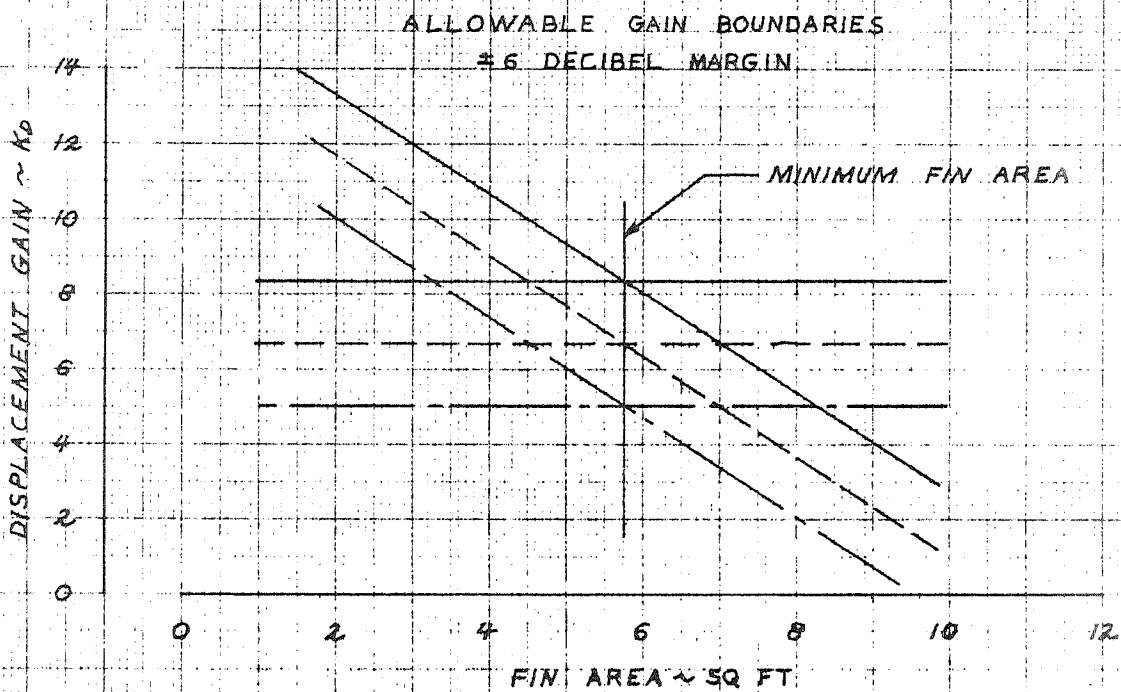 ALLOWABLE GAIN BOUNDARIES
± 6 DECIBEL MARGIN
14
12
10
8
6
4
2
0
DISPLACEMENT GAIN ~ KD
MINIMUM FIN AREA
0 2 4 6 8 10 12
FIN AREA ~ SQ FT